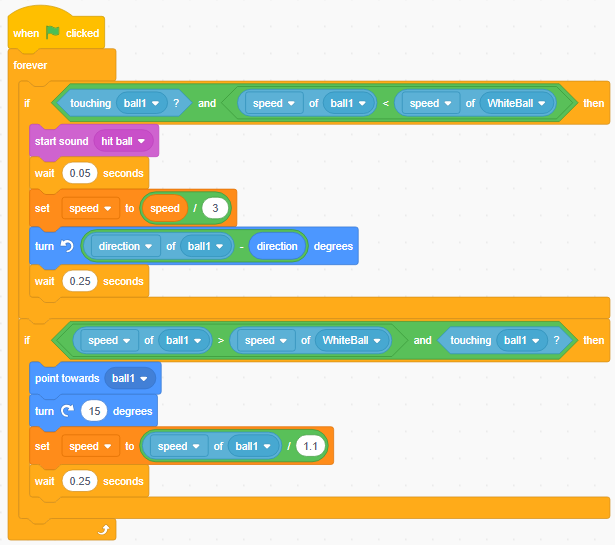 when clicked
forever
if touching ball1 ? and speed of ball1 < speed of WhiteBall then
start sound hit ball
wait 0.05 seconds
set speed to speed / 3
turn direction of ball1 - direction degrees
wait 0.25 seconds
if speed of ball1 > speed of WhiteBall and touching ball1 ? then
point towards ball1
turn 15 degrees
set speed to speed of ball1 / 1.1
wait 0.25 seconds